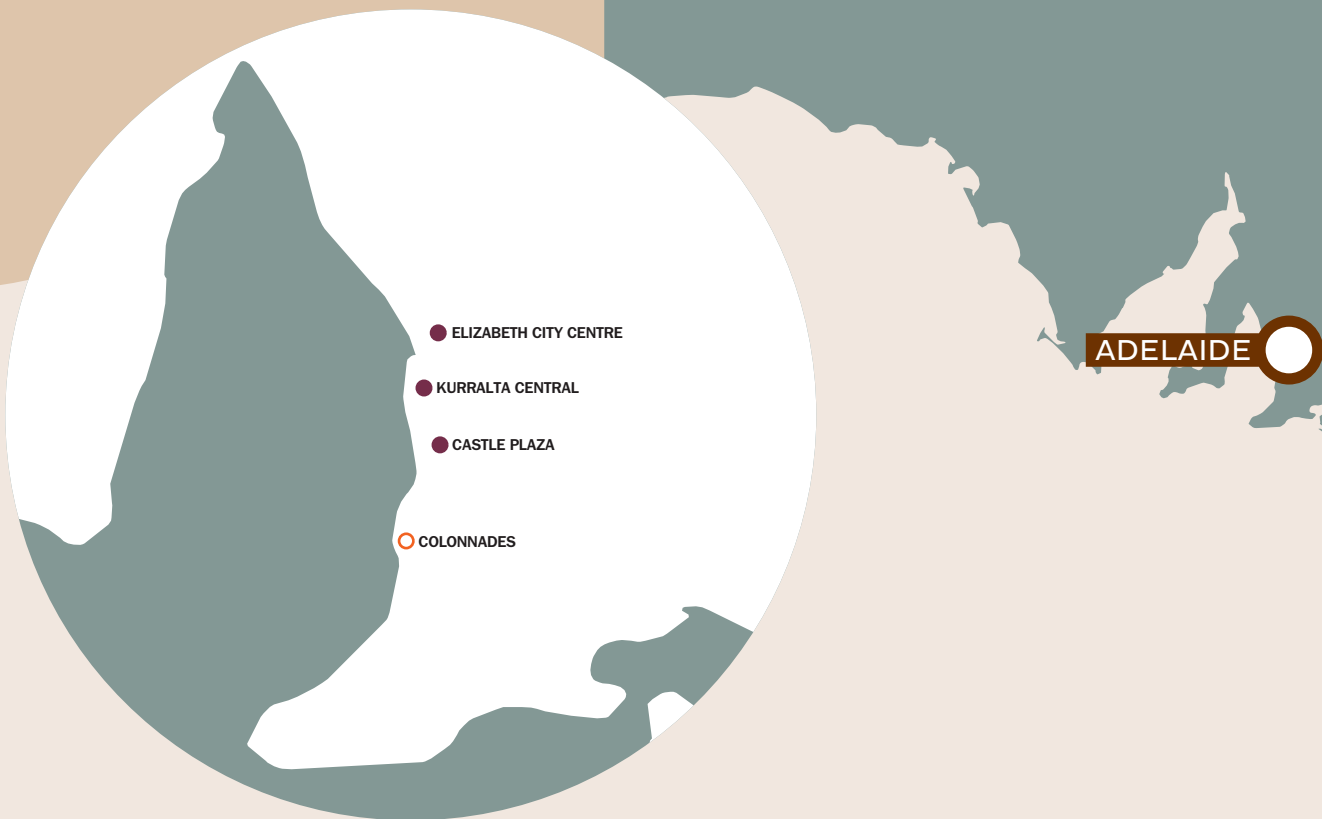 ELIZABETH CITY CENTRE
KURRALTA CENTRAL
CASTLE PLAZA
COLONNADES
ADELAIDE